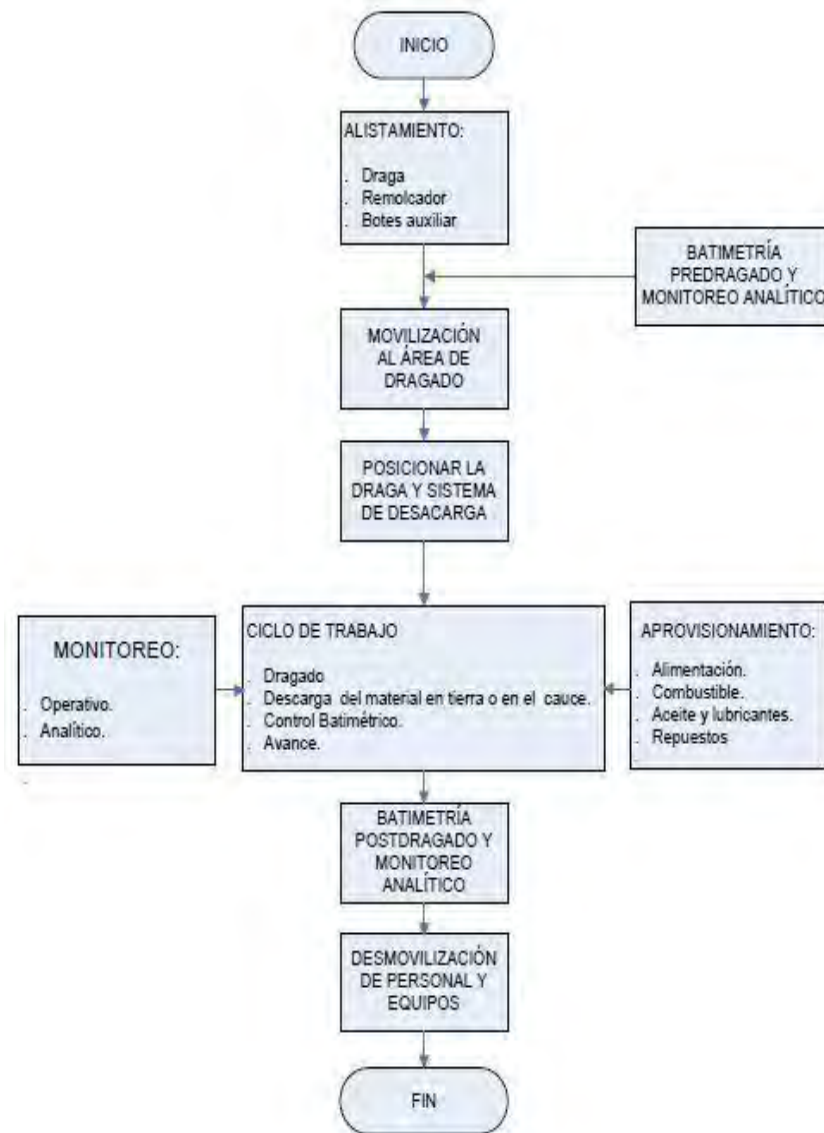 INICIO
ALISTAMIENTO:
. Draga
. Remolcador
. Botes auxiliar
BATIMETRÍA
PREDRAGADO Y
MONITOREO ANALÍTICO
MOVILIZACIÓN
AL ÁREA DE
DRAGADO
POSICIONAR LA
DRAGA Y SISTEMA
DE DESACARGA
MONITOREO:
. Operativo.
. Analítico.
.
CICLO DE TRABAJO
. Dragado
. Descarga del material en tierra o en el cauce.
. Control Batimétrico.
. Avance.
APROVISIONAMIENTO:
. Alimentación.
. Combustible.
. Aceite y lubricantes.
. Repuestos
BATIMETRÍA
POSTDRAGADO Y
MONITOREO
ANALÍTICO
DESMOVILIZACIÓN
DE PERSONAL Y
EQUIPOS
FIN